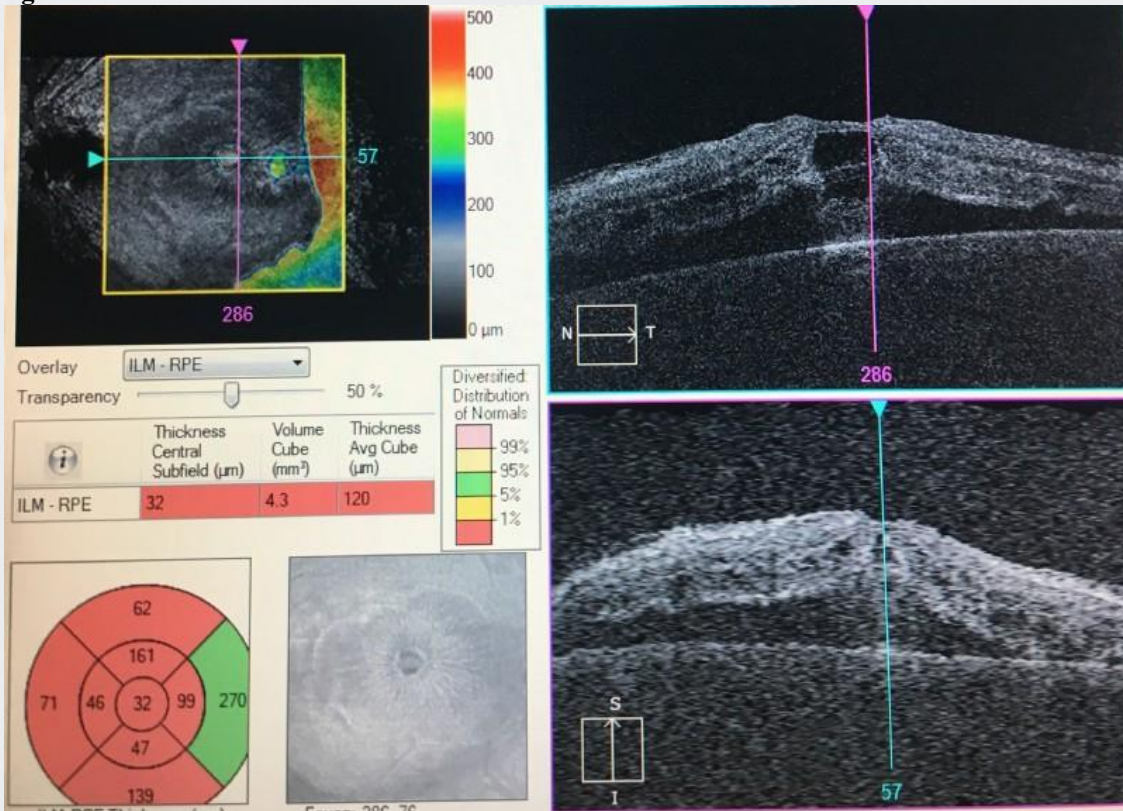 500
400
300
200
100
0 µm
57
286
Overlay
ILM - RPE
Transparency
50 %
Thickness Central Subfield (µm)
Volume Cube (mm³)
Thickness Avg Cube (µm)
ILM - RPE
32
4.3
120
Diversified:
Distribution
of Normals
99%
95%
5%
1%
62
161
71
46
32
99
270
47
139
N
T
286
S
I
57